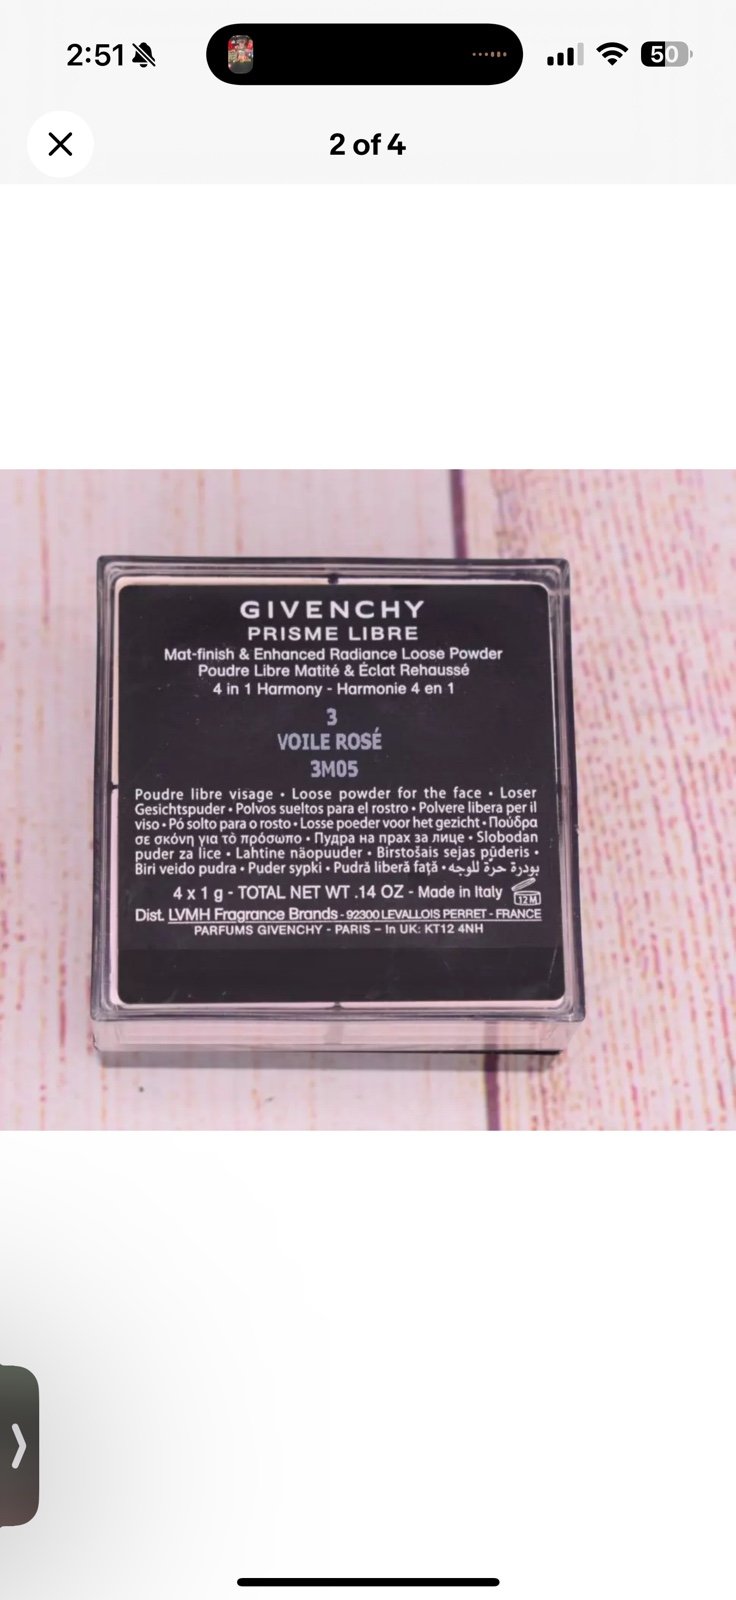 2:51
50
2 of 4
GIVENCHY
PRISME LIBRE
Mat-finish & Enhanced Radiance Loose Powder
Poudre Libre Matité & Éclat Rehaussé
4 in 1 Harmony - Harmonie 4 en 1
3
VOILE ROSÉ
3M05
Poudre libre visage • Loose powder for the face • Loser
Gesichtspuder • Polvos sueltos para el rostro • Polvere libera per il
viso • Pó solto para o rosto • Losse poeder voor het gezicht • Πούδρα
σε σκόνη για τὸ πρόσωπο • Пудра на прах за лице • Slobodan
puder za lice • Lahtine näopuuder • Birstošais sejas pūderis •
Biri veido pudra • Puder sypki • Pudră liberă față • بودرة حرة للوجه
4 x 1 g - TOTAL NET WT .14 OZ - Made in Italy
12 M
Dist. LVMH Fragrance Brands - 92300 LEVALLOIS PERRET - FRANCE
PARFUMS GIVENCHY - PARIS – In UK: KT12 4NH